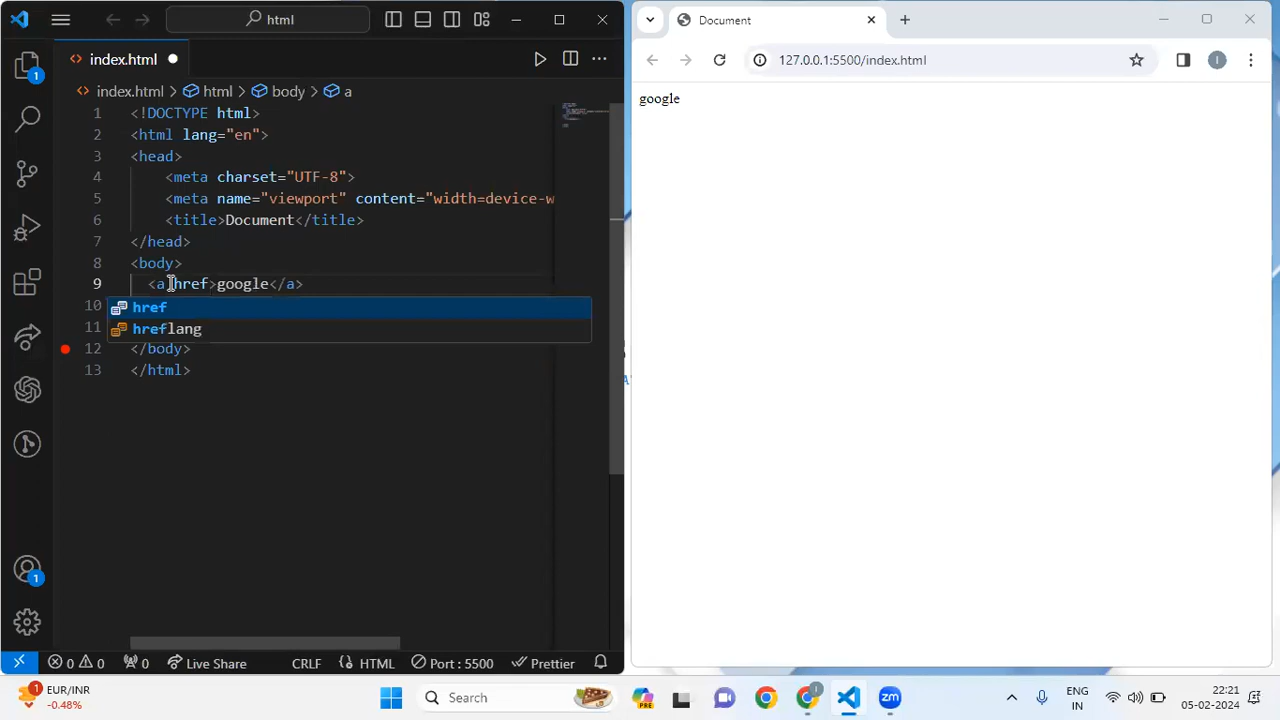 html
Document
index.html
127.0.0.1:5500/index.html
index.html > html > body > a
google
1 <!DOCTYPE html>
2 <html lang="en">
3 <head>
4 <meta charset="UTF-8">
5 <meta name="viewport" content="width=device-w
6 <title>Document</title>
7 </head>
8 <body>
9 <a href>google</a>
10 href
11 hreflang
12 </body>
13 </html>
1
1
0 0 0 Live Share CRLF HTML Port : 5500 Prettier
1 EUR/INR
-0.48%
Search
PRE
ENG
IN
22:21
05-02-2024